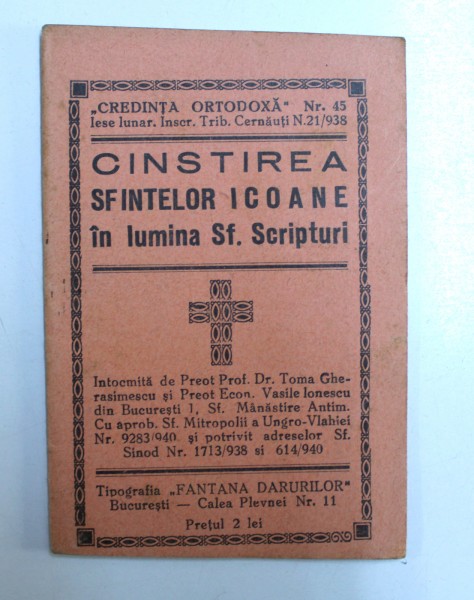 „CREDINȚA ORTODOXĂ" Nr. 45
Iese lunar. Inscr. Trib. Cernăuți N.21/938
CINSTIREA
SFINTELOR ICOANE
în lumina Sf. Scripturi
Intocmită de Preot Prof. Dr. Toma Ghe-
rasimescu și Preot Econ. Vasile Ionescu
din București 1, Sf. Mânăstire Antim.
Cu aprob. Sf. Mitropolii a Ungro-Vlahiei
Nr. 9283/940 și potrivit adreselor Sf.
Sinod Nr. 1713/938 si 614/940
Tipografia „FANTANA DARURILOR"
București — Calea Plevnei Nr. 11
Prețul 2 lei